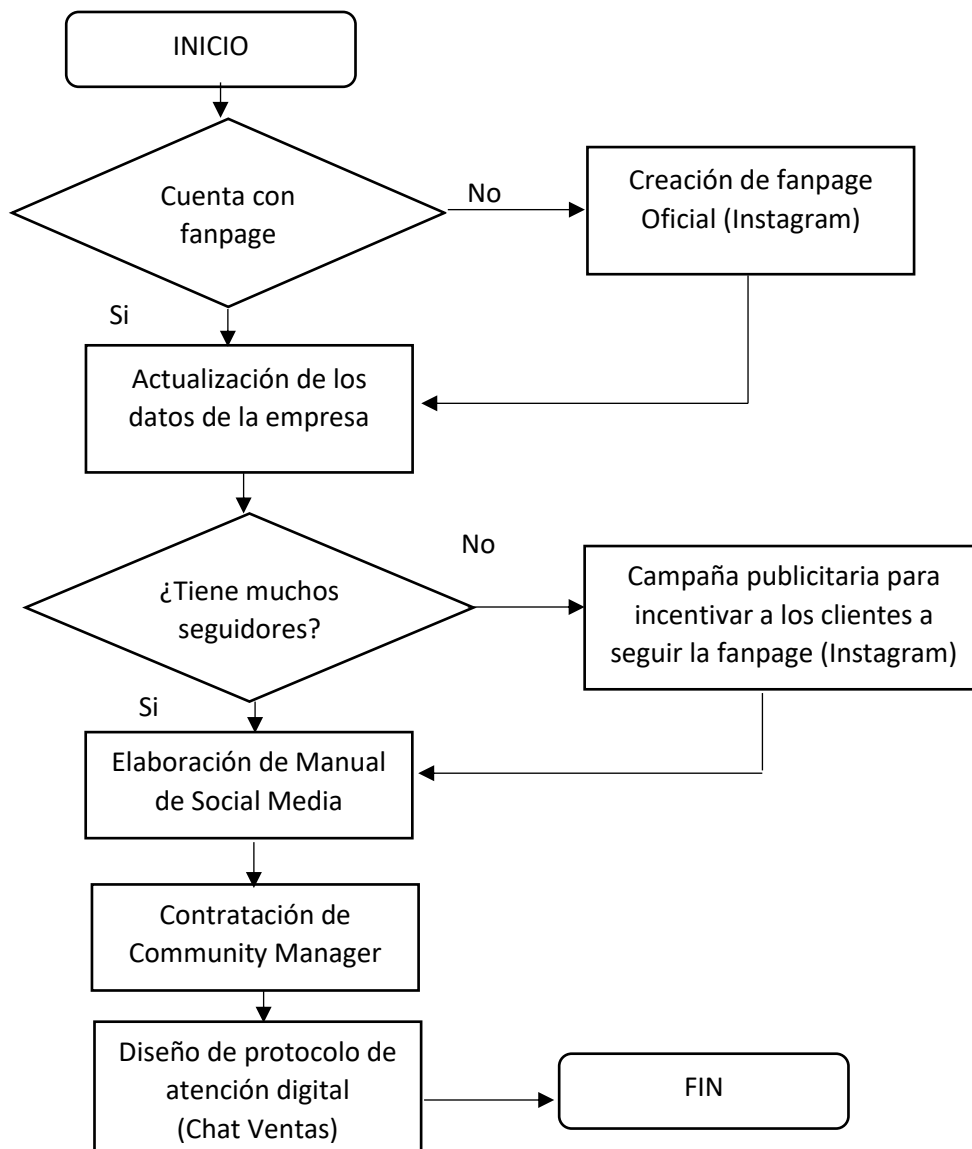 INICIO
Cuenta con
fanpage
No
Creación de fanpage
Oficial (Instagram)
Si
Actualización de los
datos de la empresa
¿Tiene muchos
seguidores?
No
Campaña publicitaria para
incentivar a los clientes a
seguir la fanpage (Instagram)
Si
Elaboración de Manual
de Social Media
Contratación de
Community Manager
Diseño de protocolo de
atención digital
(Chat Ventas)
FIN